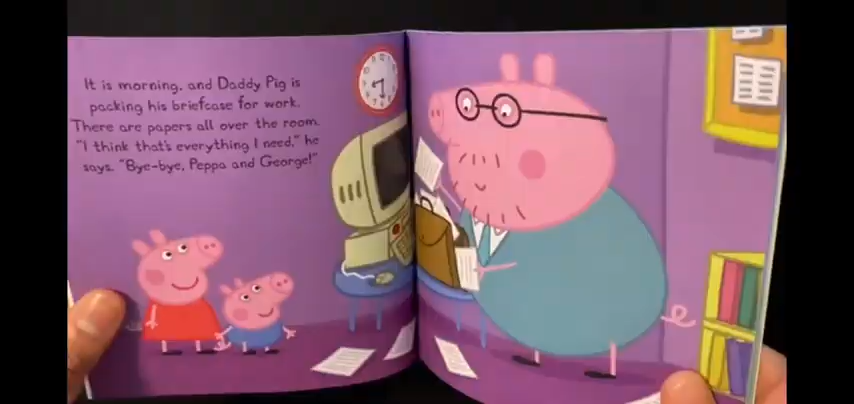 It is morning, and Daddy Pig is
packing his briefcase for work.
There are papers all over the room.
"I think that's everything I need," he
says. "Bye-bye, Peppa and George!"